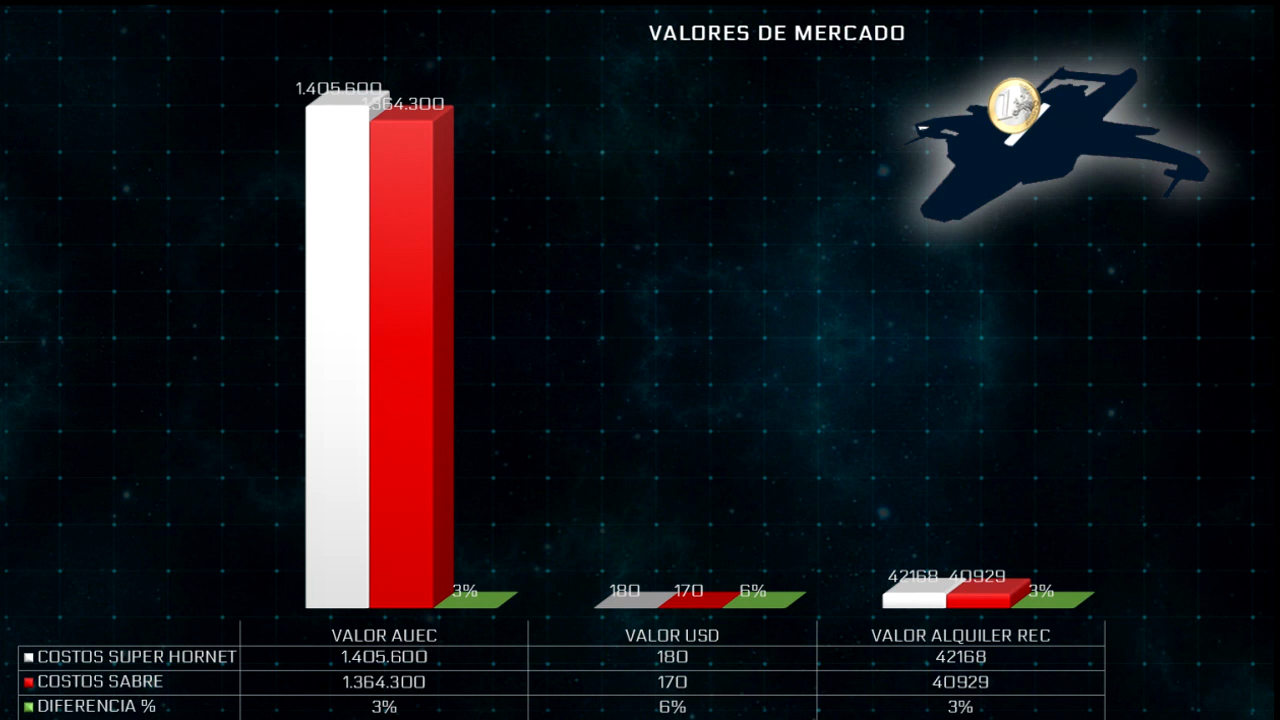 VALORES DE MERCADO
1.405.600
1.364.300
1
3%
180
170
6%
42168
40929
3%
VALOR AUEC
VALOR USD
VALOR ALQUILER REC
COSTOS SUPER HORNET
1.405.600
180
42168
COSTOS SABRE
1.364.300
170
40929
DIFERENCIA %
3%
6%
3%